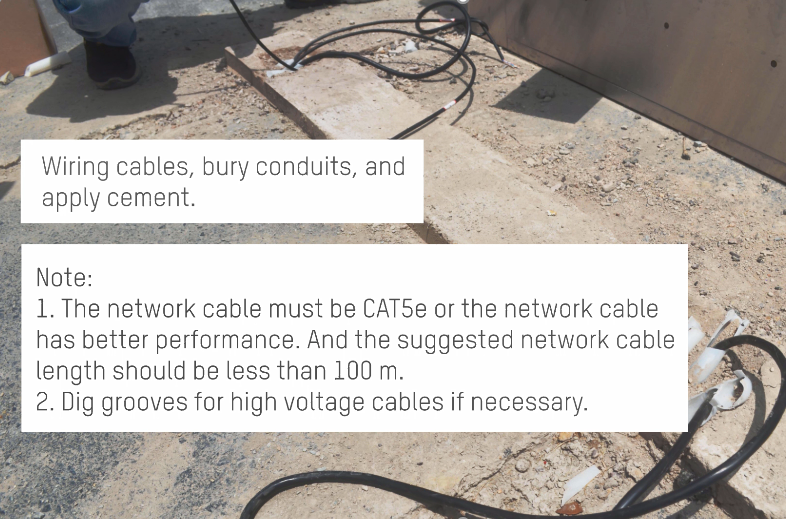 Wiring cables, bury conduits, and
apply cement.
Note:
1. The network cable must be CAT5e or the network cable
has better performance. And the suggested network cable
length should be less than 100 m.
2. Dig grooves for high voltage cables if necessary.